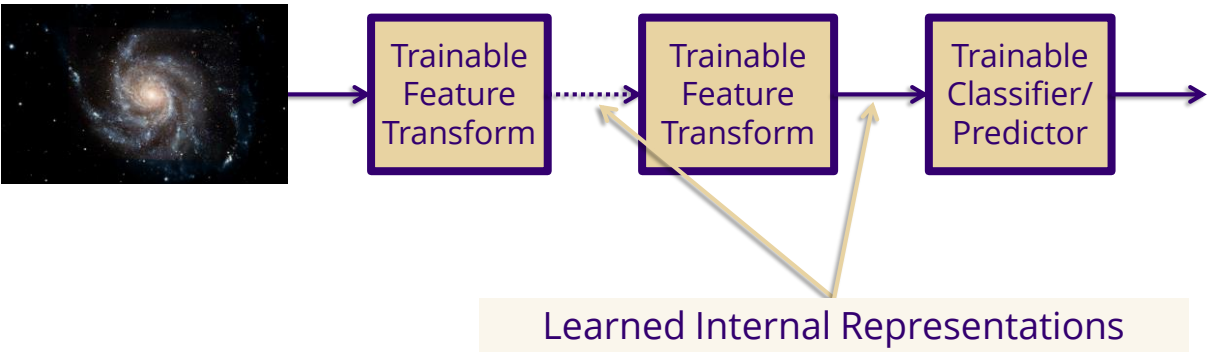 Trainable
Feature
Transform
Trainable
Feature
Transform
Trainable
Classifier/
Predictor
Learned Internal Representations